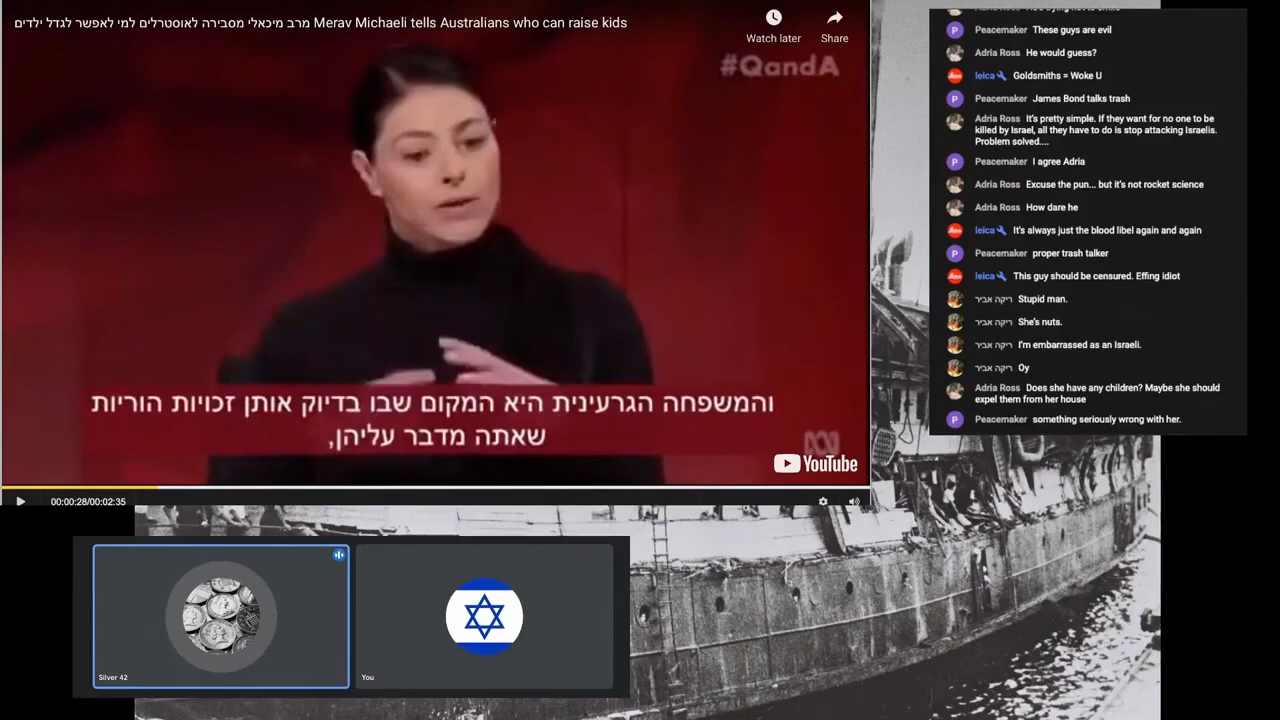 מרב מיכאלי מסבירה לאוסטרלים למי לאפשר לגדל ילדים Merav Michaeli tells Australians who can raise kids
Watch later
Share
#QandA
והמשפחה הגרעינית היא המקום שבו בדיוק אותן זכויות הוריות
שאתה מדבר עליהן,
YouTube
00:00:28/00:02:35
Peacemaker These guys are evil
Adria Ross He would guess?
leica Goldsmiths = Woke U
Peacemaker James Bond talks trash
Adria Ross It's pretty simple. If they want for no one to be
killed by Israel, all they have to do is stop attacking Israelis.
Problem solved....
Peacemaker I agree Adria
Adria Ross Excuse the pun... but it's not rocket science
Adria Ross How dare he
leica It's always just the blood libel again and again
Peacemaker proper trash talker
leica This guy should be censured. Effing idiot
ריקה אביר Stupid man.
ריקה אביר She's nuts.
ריקה אביר I'm embarrassed as an Israeli.
ריקה אביר Oy
Adria Ross Does she have any children? Maybe she should
expel them from her house
Peacemaker something seriously wrong with her.
Silver 42
You